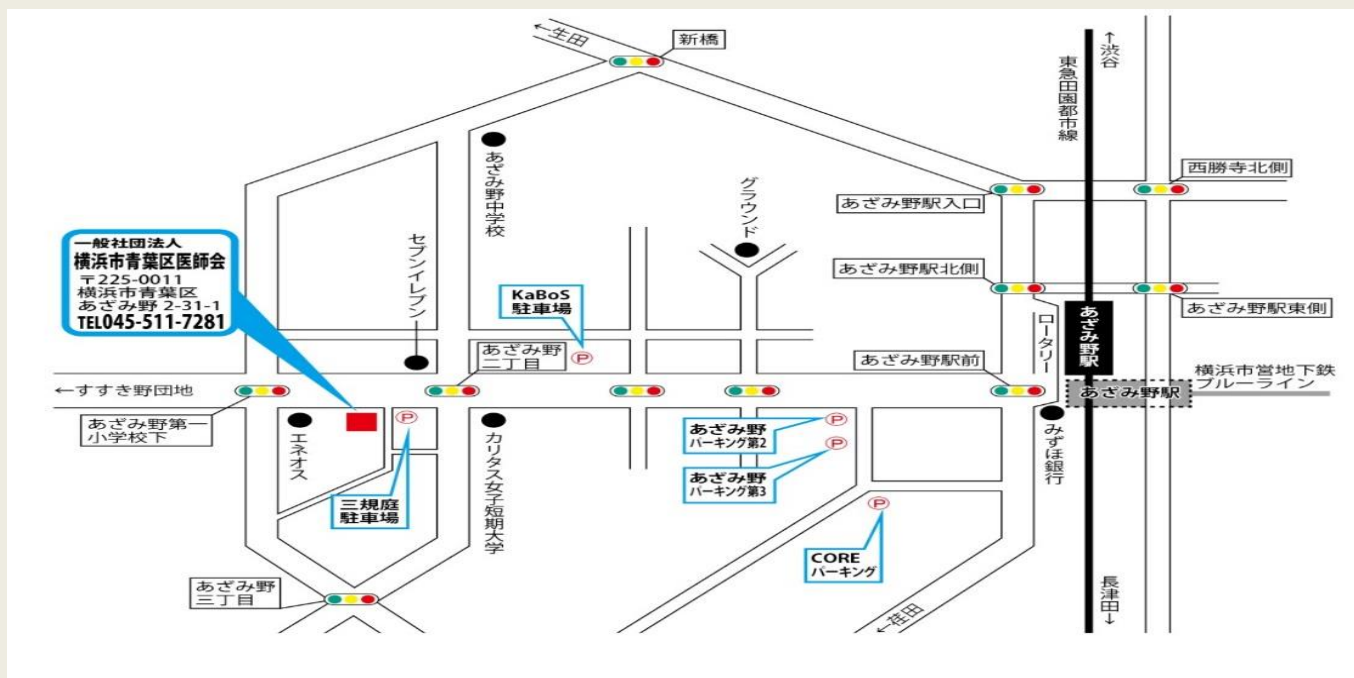 ←生田
新橋
東急田園都市線
↑渋谷
あざみ野中学校
グラウンド
あざみ野駅入口
西勝寺北側
一般社団法人
横浜市青葉区医師会
〒225-0011
横浜市青葉区
あざみ野 2-31-1
TEL045-511-7281
セブンイレブン
KaBoS
駐車場
P
あざみ野駅北側
ロータリー
あざみ野駅
あざみ野駅東側
←すすき野団地
あざみ野
二丁目
あざみ野駅前
横浜市営地下鉄
ブルーライン
あざみ野駅
あざみ野第一
小学校下
エネオス
P
三規庭
駐車場
カリタス女子短期大学
あざみ野
パーキング第2
P
あざみ野
パーキング第3
P
みずほ銀行
P
CORE
パーキング
あざみ野
三丁目
←荏田
長津田↓